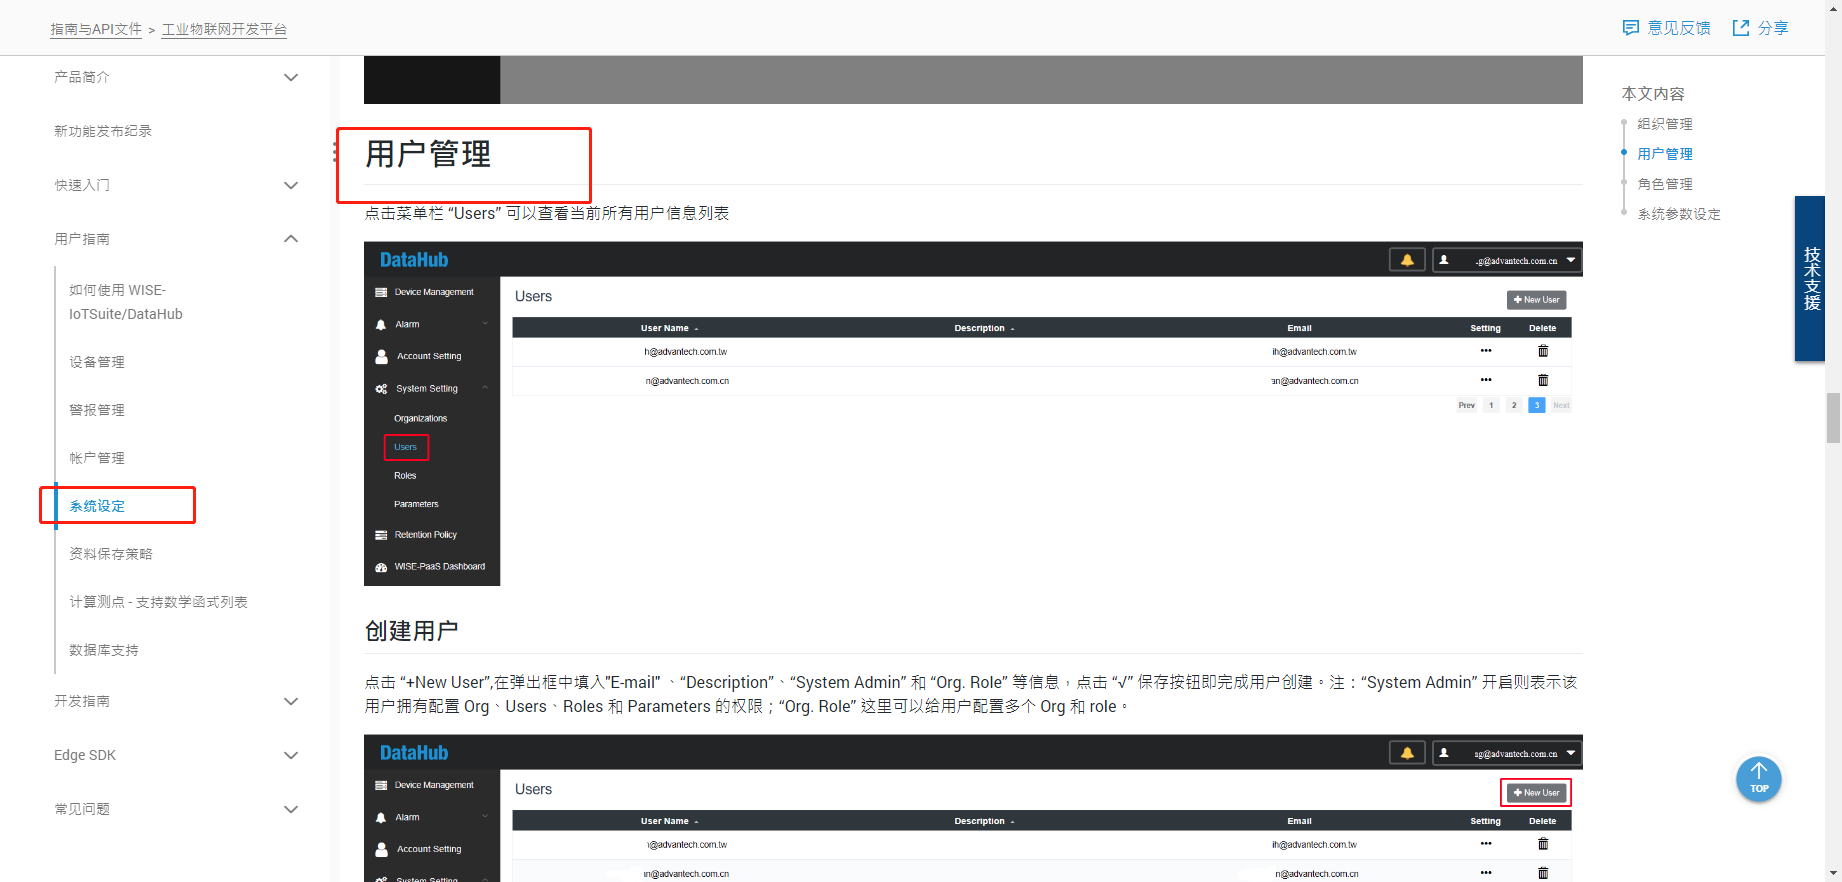 指南与API文件 > 工业物联网开发平台
意见反馈
分享
产品简介
新功能发布纪录
快速入门
用户指南
如何使用 WISE-
IoTSuite/DataHub
设备管理
警报管理
帐户管理
系统设定
资料保存策略
计算测点 - 支持数学函式列表
数据库支持
开发指南
Edge SDK
常见问题
用户管理
点击菜单栏 “Users” 可以查看当前所有用户信息列表
DataHub
.g@advantech.com.cn
Device Management
Alarm
Account Setting
System Setting
Organizations
Users
Roles
Parameters
Retention Policy
WISE-PaaS Dashboard
Users
New User
User Name Description Email Setting Delete
h@advantech.com.tw ih@advantech.com.tw
n@advantech.com.cn an@advantech.com.cn
Prev 1 2 3 Next
创建用户
点击 “+New User”,在弹出框中填入"E-mail" 、“Description”、“System Admin” 和 “Org. Role” 等信息，点击 “√” 保存按钮即完成用户创建。注：“System Admin” 开启则表示该
用户拥有配置 Org、Users、Roles 和 Parameters 的权限；“Org. Role” 这里可以给用户配置多个 Org 和 role。
DataHub
ag@advantech.com.cn
Device Management
Alarm
Account Setting
System Setting
Users
New User
User Name Description Email Setting Delete
@advantech.com.tw ih@advantech.com.tw
n@advantech.com.cn n@advantech.com.cn
本文内容
组织管理
用户管理
角色管理
系统参数设定
技术支援
TOP